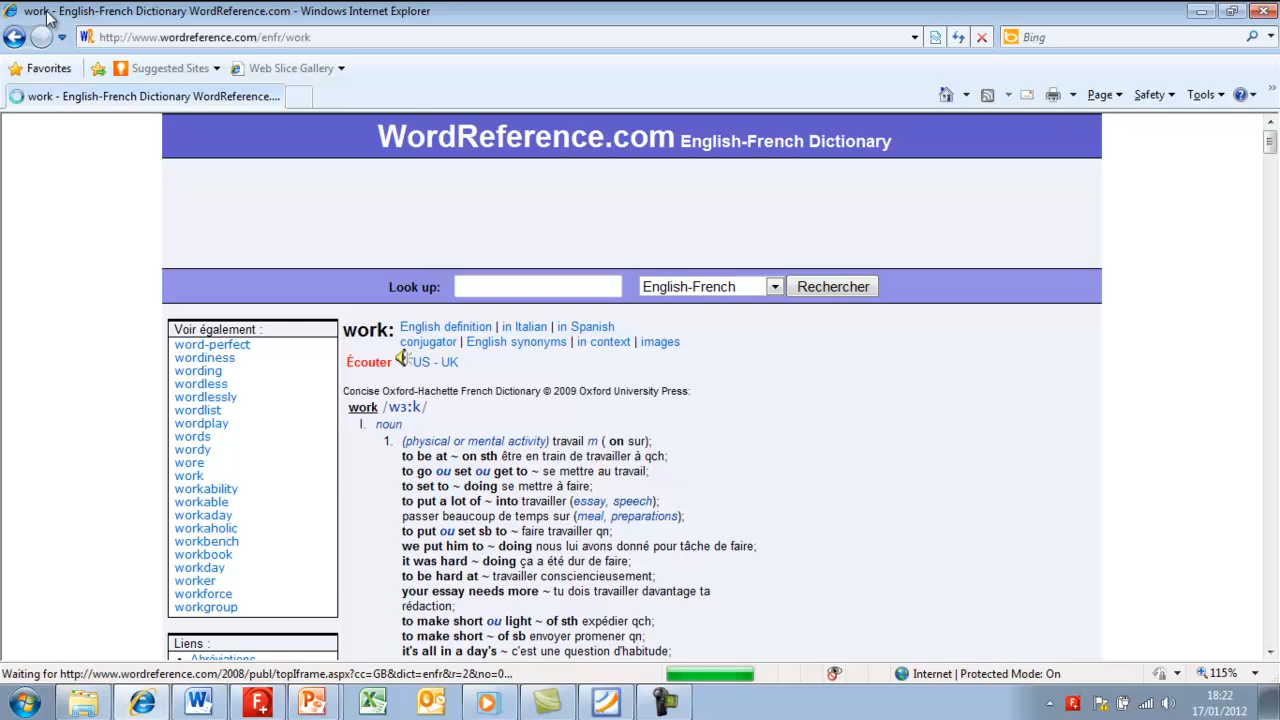 work - English-French Dictionary WordReference.com - Windows Internet Explorer
http://www.wordreference.com/enfr/work
Bing
Favorites Suggested Sites Web Slice Gallery
work - English-French Dictionary WordReference.... Page Safety Tools
WordReference.com English-French Dictionary
Look up: English-French Rechercher
Voir également :
word-perfect
wordiness
wording
wordless
wordlessly
wordlist
wordplay
words
wordy
wore
work
workability
workable
workaday
workaholic
workbench
workbook
workday
worker
workforce
workgroup
Liens :
Abréviations
work: English definition | in Italian | in Spanish
conjugator | English synonyms | in context | images
Écouter US - UK
Concise Oxford-Hachette French Dictionary © 2009 Oxford University Press:
work /wɜːk/
I. noun
1. (physical or mental activity) travail m ( on sur);
to be at ~ on sth être en train de travailler à qch;
to go ou set ou get to ~ se mettre au travail;
to set to ~ doing se mettre à faire;
to put a lot of ~ into travailler (essay, speech);
passer beaucoup de temps sur (meal, preparations);
to put ou set sb to ~ faire travailler qn;
we put him to ~ doing nous lui avons donné pour tâche de faire;
it was hard ~ doing ça a été dur de faire;
to be hard at ~ travailler consciencieusement;
your essay needs more ~ tu dois travailler davantage ta
rédaction;
to make short ou light ~ of sth expédier qch;
to make short ~ of sb envoyer promener qn;
it's all in a day's ~ c'est une question d'habitude;
Waiting for http://www.wordreference.com/2008/publ/topIframe.aspx?cc=GB&dict=enfr&r=2&no=0... Internet | Protected Mode: On 115%
18:22
17/01/2012